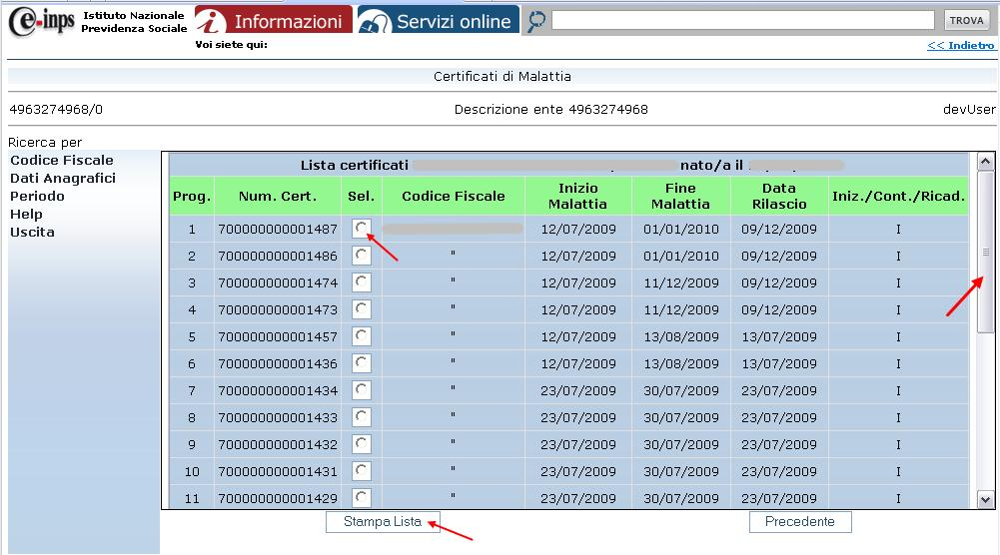 e-inps Istituto Nazionale Previdenza Sociale
Informazioni
Servizi online
TROVA
Voi siete qui:
<< Indietro
Certificati di Malattia
4963274968/0 Descrizione ente 4963274968 devUser
Ricerca per
Codice Fiscale
Dati Anagrafici
Periodo
Help
Uscita
Lista certificati nato/a il
Prog. Num. Cert. Sel. Codice Fiscale Inizio Malattia Fine Malattia Data Rilascio Iniz./Cont./Ricad.
1 700000000001487 12/07/2009 01/01/2010 09/12/2009 I
2 700000000001486 " 12/07/2009 01/01/2010 09/12/2009 I
3 700000000001474 " 12/07/2009 11/12/2009 09/12/2009 I
4 700000000001473 " 12/07/2009 11/12/2009 09/12/2009 I
5 700000000001457 " 12/07/2009 13/08/2009 13/07/2009 I
6 700000000001436 " 12/07/2009 13/08/2009 13/07/2009 I
7 700000000001434 " 23/07/2009 30/07/2009 23/07/2009 I
8 700000000001433 " 23/07/2009 30/07/2009 23/07/2009 I
9 700000000001432 " 23/07/2009 30/07/2009 23/07/2009 I
10 700000000001431 " 23/07/2009 30/07/2009 23/07/2009 I
11 700000000001429 " 23/07/2009 30/07/2009 23/07/2009 I
Stampa Lista Precedente